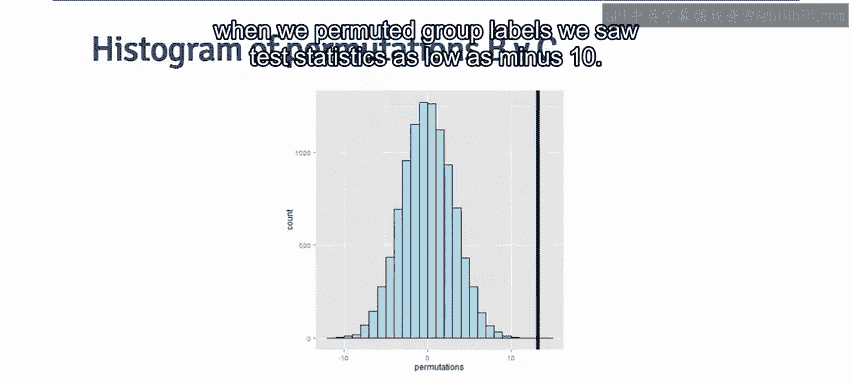 when we permuted group labels we saw
Histogram of permutations B v C
test statistics as low as minus 10.
1000
500
0
count
-10
0
10
permutations